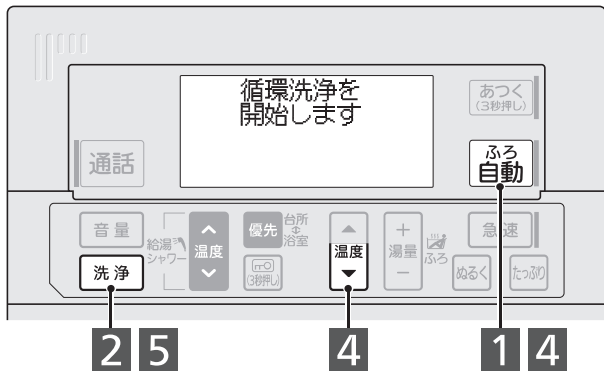 循環洗浄を
開始します
あつく
(3秒押し)
通話
ふろ
自動
音量
給湯
シャワー
温度
優先
台所
浴室
(3秒押し)
温度
+
湯量
−
ふろ
急速
ぬるく
たっぷり
洗浄
2 5
4
1 4